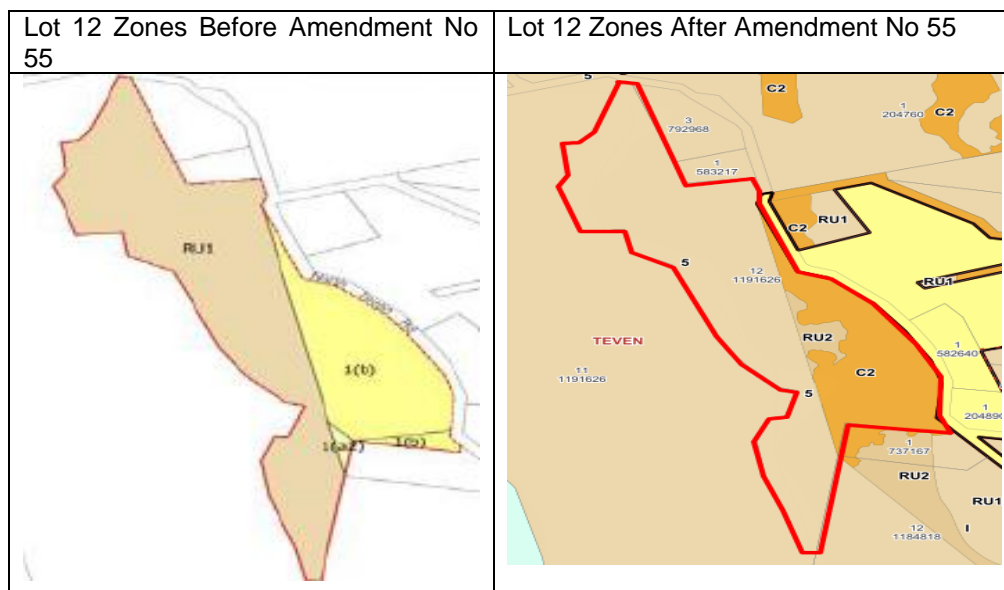 Lot 12 Zones Before Amendment No
55
Lot 12 Zones After Amendment No 55
RU1
1(b)
1(a2)
1(b)
5
C2
3
792968
1
204760
C2
1
583217
C2
RU1
5
12
1191626
RU1
TEVEN
RU2
1
582640
11
1191626
C2
5
1
204896
1
737167
RU2
RU1
12
1184818